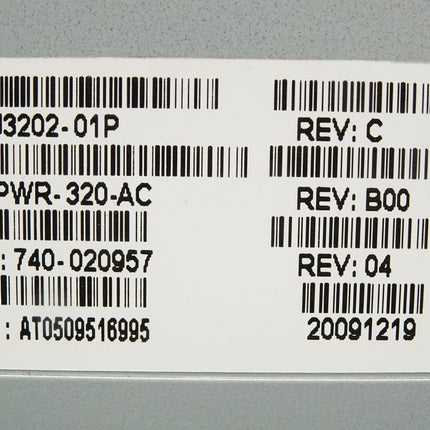 J3202-01P REV: C
PWR-320-AC REV: B00
: 740-020957 REV: 04
: AT0509516995 20091219